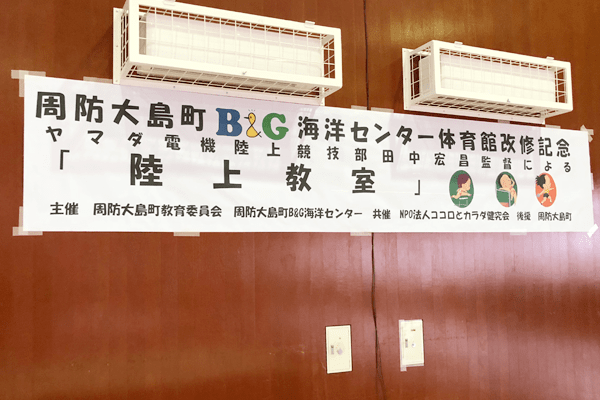 周防大島町B&G海洋センター体育館改修記念
ヤマダ電機陸上競技部田中宏昌監督による
「陸上教室」
主催 周防大島町教育委員会 周防大島町B&G海洋センター 共催 NPO法人ココロとカラダ健究会 後援 周防大島町